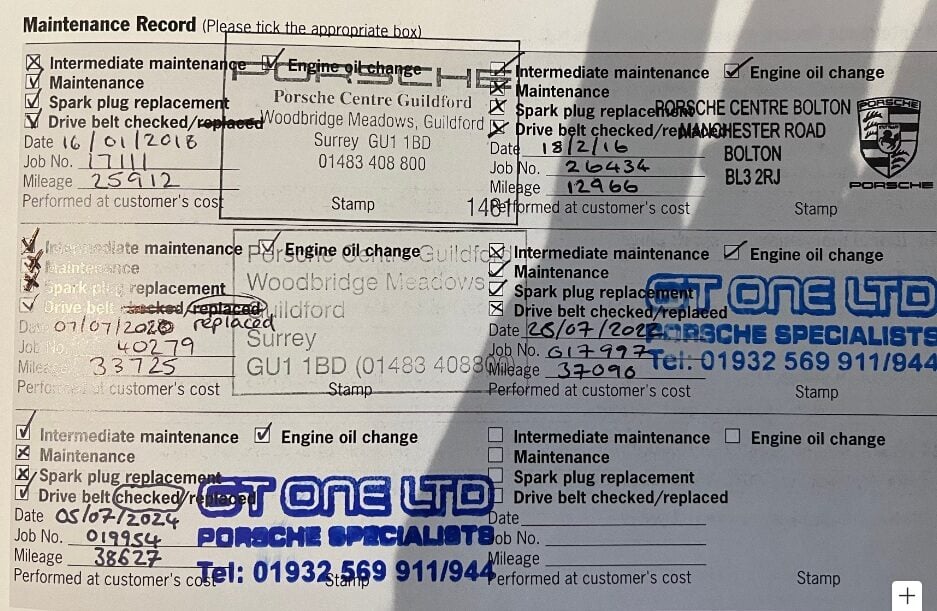 Maintenance Record (Please tick the appropriate box)
Intermediate maintenance Engine oil change
Maintenance
Spark plug replacement
Drive belt checked/replaced
Date 16/01/2018
Job No. 17111
Mileage 25912
Performed at customer's cost
Stamp
PORSCHE
Porsche Centre Guildford
Woodbridge Meadows, Guildford
Surrey GU1 1BD
01483 408 800
Intermediate maintenance Engine oil change
Maintenance
Spark plug replacement
Drive belt checked/replaced
Date 18/2/16
Job No. 26434
Mileage 12966
Performed at customer's cost
Stamp
PORSCHE CENTRE BOLTON
MANCHESTER ROAD
BOLTON
BL3 2RJ
PORSCHE
PORSCHE
Intermediate maintenance Engine oil change
Maintenance
Spark plug replacement
Drive belt checked/replaced
replaced
Date 07/07/2020
Job No. 40279
Mileage 33725
Performed at customer's cost
Stamp
Porsche Centre Guildford
Woodbridge Meadows
Guildford
Surrey
GU1 1BD (01483 408800)
Intermediate maintenance Engine oil change
Maintenance
Spark plug replacement
Drive belt checked/replaced
Date /07/2022
Job No. 017997
Mileage 37096
Performed at customer's cost
Stamp
GT ONE LTD
PORSCHE SPECIALISTS
Tel: 01932 569 911/944
Intermediate maintenance Engine oil change
Maintenance
Spark plug replacement
Drive belt checked/replaced
Date 05/07/2024
Job No. 019954
Mileage 38627
Performed at customer's cost
Stamp
GT ONE LTD
PORSCHE SPECIALISTS
Tel: 01932 569 911/944
Intermediate maintenance Engine oil change
Maintenance
Spark plug replacement
Drive belt checked/replaced
Date
Job No.
Mileage
Performed at customer's cost
Stamp